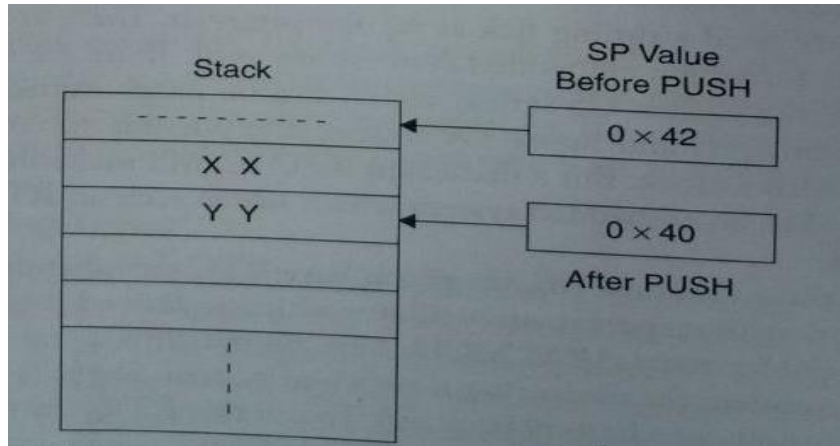 Stack
SP Value
Before PUSH
0 × 42
X X
Y Y
0 × 40
After PUSH